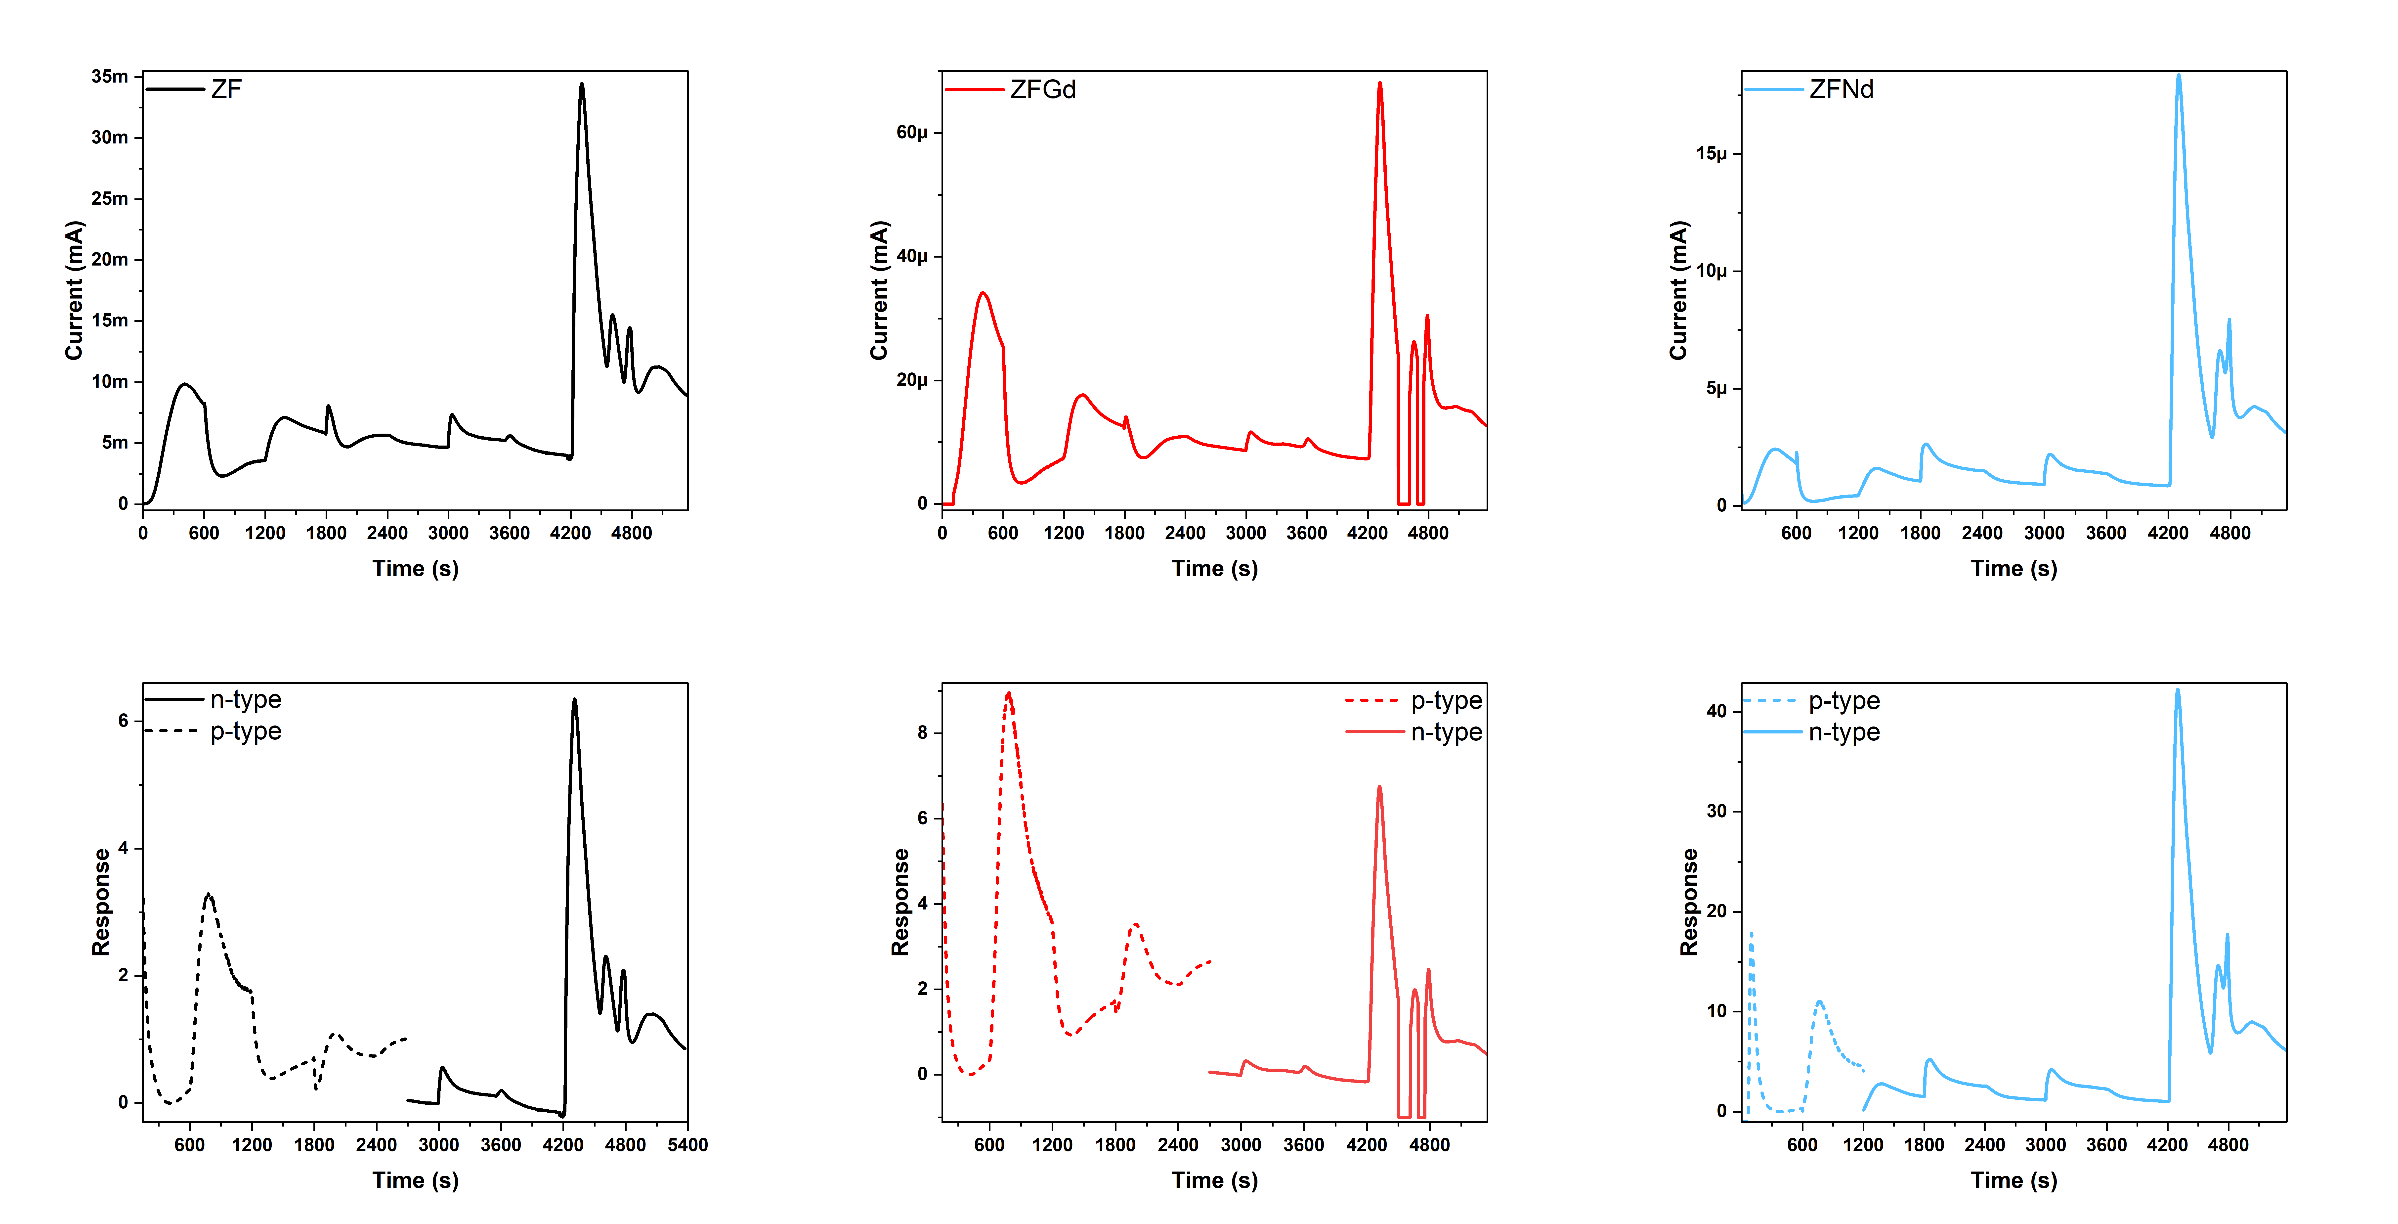 ZF
Current (mA)
35m
30m
25m
20m
15m
10m
5m
0
0 600 1200 1800 2400 3000 3600 4200 4800
Time (s)
ZFGd
Current (mA)
60µ
40µ
20µ
0
0 600 1200 1800 2400 3000 3600 4200 4800
Time (s)
ZFNd
Current (mA)
15µ
10µ
5µ
0
600 1200 1800 2400 3000 3600 4200 4800
Time (s)
n-type
p-type
Response
6
4
2
0
600 1200 1800 2400 3000 3600 4200 4800 5400
Time (s)
p-type
n-type
Response
8
6
4
2
0
600 1200 1800 2400 3000 3600 4200 4800
Time (s)
p-type
n-type
Response
40
30
20
10
0
600 1200 1800 2400 3000 3600 4200 4800
Time (s)